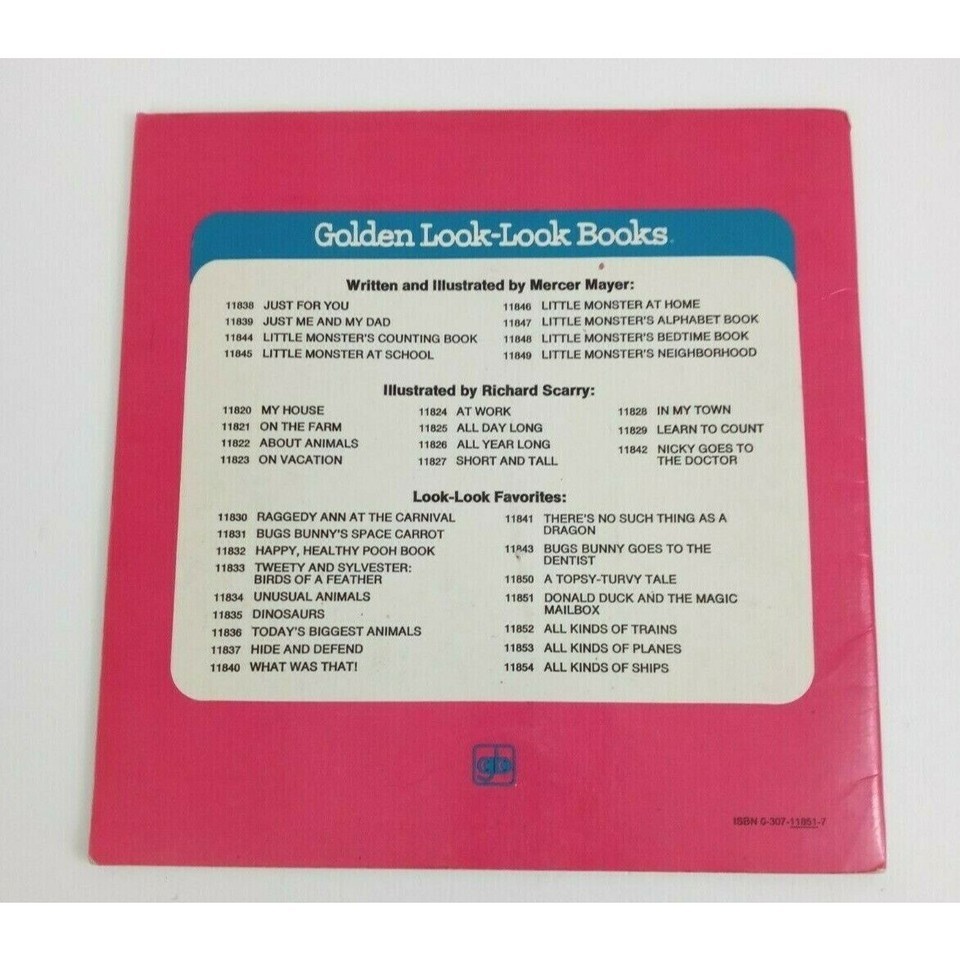 Golden Look-Look Books™
Written and Illustrated by Mercer Mayer:
11838 JUST FOR YOU
11839 JUST ME AND MY DAD
11844 LITTLE MONSTER'S COUNTING BOOK
11845 LITTLE MONSTER AT SCHOOL
11846 LITTLE MONSTER AT HOME
11847 LITTLE MONSTER'S ALPHABET BOOK
11848 LITTLE MONSTER'S BEDTIME BOOK
11849 LITTLE MONSTER'S NEIGHBORHOOD
Illustrated by Richard Scarry:
11820 MY HOUSE
11821 ON THE FARM
11822 ABOUT ANIMALS
11823 ON VACATION
11824 AT WORK
11825 ALL DAY LONG
11826 ALL YEAR LONG
11827 SHORT AND TALL
11828 IN MY TOWN
11829 LEARN TO COUNT
11842 NICKY GOES TO
THE DOCTOR
Look-Look Favorites:
11830 RAGGEDY ANN AT THE CARNIVAL
11831 BUGS BUNNY'S SPACE CARROT
11832 HAPPY, HEALTHY POOH BOOK
11833 TWEETY AND SYLVESTER:
BIRDS OF A FEATHER
11834 UNUSUAL ANIMALS
11835 DINOSAURS
11836 TODAY'S BIGGEST ANIMALS
11837 HIDE AND DEFEND
11840 WHAT WAS THAT!
11841 THERE'S NO SUCH THING AS A
DRAGON
11843 BUGS BUNNY GOES TO THE
DENTIST
11850 A TOPSY-TURVY TALE
11851 DONALD DUCK AND THE MAGIC
MAILBOX
11852 ALL KINDS OF TRAINS
11853 ALL KINDS OF PLANES
11854 ALL KINDS OF SHIPS
gb
ISBN 0-307-11851-7